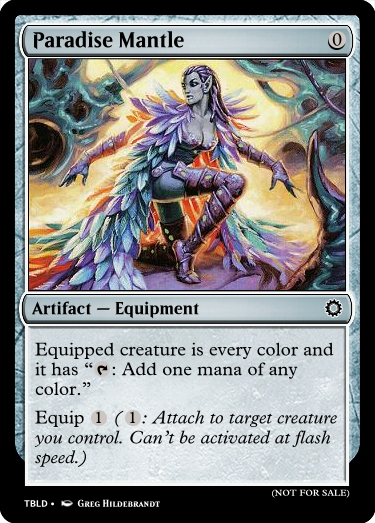 Paradise Mantle 0
Artifact — Equipment
Equipped creature is every color and
it has “: Add one mana of any
color.”
Equip 1 (1: Attach to target creature
you control. Can’t be activated at flash
speed.)
(NOT FOR SALE)
TBLD • Greg Hildebrandt